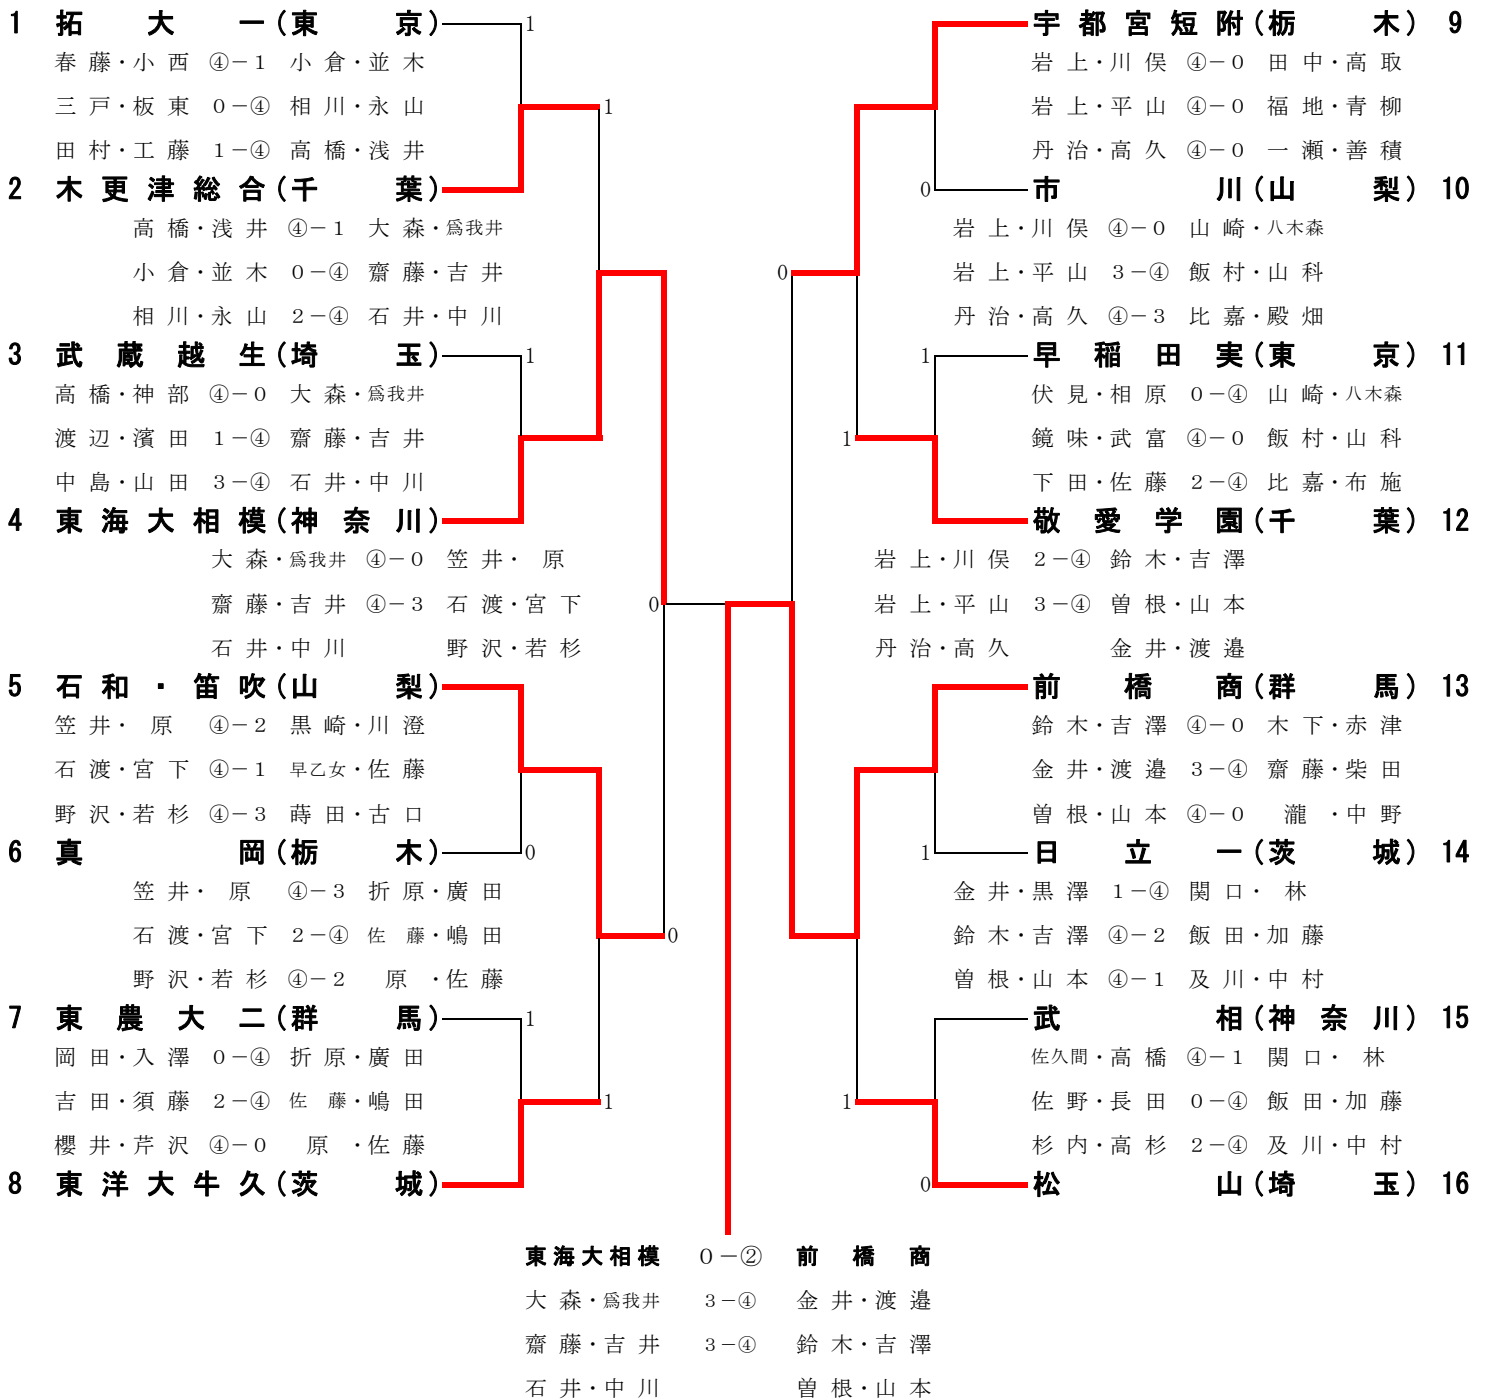 1 拓大一(東京) 1
春藤・小西 ④－1 小倉・並木
三戸・板東 0－④ 相川・永山
1
田村・工藤 1－④ 高橋・浅井
2 木更津総合(千葉)
高橋・浅井 ④－1 大森・爲我井
小倉・並木 0－④ 齋藤・吉井
相川・永山 2－④ 石井・中川
3 武蔵越生(埼玉) 1
高橋・神部 ④－0 大森・爲我井
渡辺・濱田 1－④ 齋藤・吉井
中島・山田 3－④ 石井・中川
4 東海大相模(神奈川)
大森・爲我井 ④－0 笠井・原
齋藤・吉井 ④－3 石渡・宮下
0
石井・中川 野沢・若杉
5 石和・笛吹(山梨)
笠井・原 ④－2 黒崎・川澄
石渡・宮下 ④－1 早乙女・佐藤
野沢・若杉 ④－3 蒔田・古口
6 真岡(栃木) 0
笠井・原 ④－3 折原・廣田
石渡・宮下 2－④ 佐藤・嶋田
0
野沢・若杉 ④－2 原・佐藤
7 東農大二(群馬) 1
岡田・入澤 0－④ 折原・廣田
吉田・須藤 2－④ 佐藤・嶋田
1
櫻井・芹沢 ④－0 原・佐藤
8 東洋大牛久(茨城)
宇都宮短附(栃木) 9
岩上・川俣 ④－0 田中・高取
岩上・平山 ④－0 福地・青柳
丹治・高久 ④－0 一瀬・善積
0 市川(山梨) 10
岩上・川俣 ④－0 山崎・八木森
0
岩上・平山 3－④ 飯村・山科
丹治・高久 ④－3 比嘉・殿畑
1 早稲田実(東京) 11
伏見・相原 0－④ 山崎・八木森
1
鏡味・武富 ④－0 飯村・山科
下田・佐藤 2－④ 比嘉・布施
敬愛学園(千葉) 12
岩上・川俣 2－④ 鈴木・吉澤
岩上・平山 3－④ 曽根・山本
丹治・高久 金井・渡邉
前橋商(群馬) 13
鈴木・吉澤 ④－0 木下・赤津
金井・渡邉 3－④ 齋藤・柴田
曽根・山本 ④－0 瀧・中野
1 日立一(茨城) 14
金井・黒澤 1－④ 関口・林
鈴木・吉澤 ④－2 飯田・加藤
曽根・山本 ④－1 及川・中村
武相(神奈川) 15
佐久間・高橋 ④－1 関口・林
1
佐野・長田 0－④ 飯田・加藤
杉内・高杉 2－④ 及川・中村
0 松山(埼玉) 16
東海大相模 0－② 前橋商
大森・爲我井 3－④ 金井・渡邉
齋藤・吉井 3－④ 鈴木・吉澤
石井・中川 曽根・山本